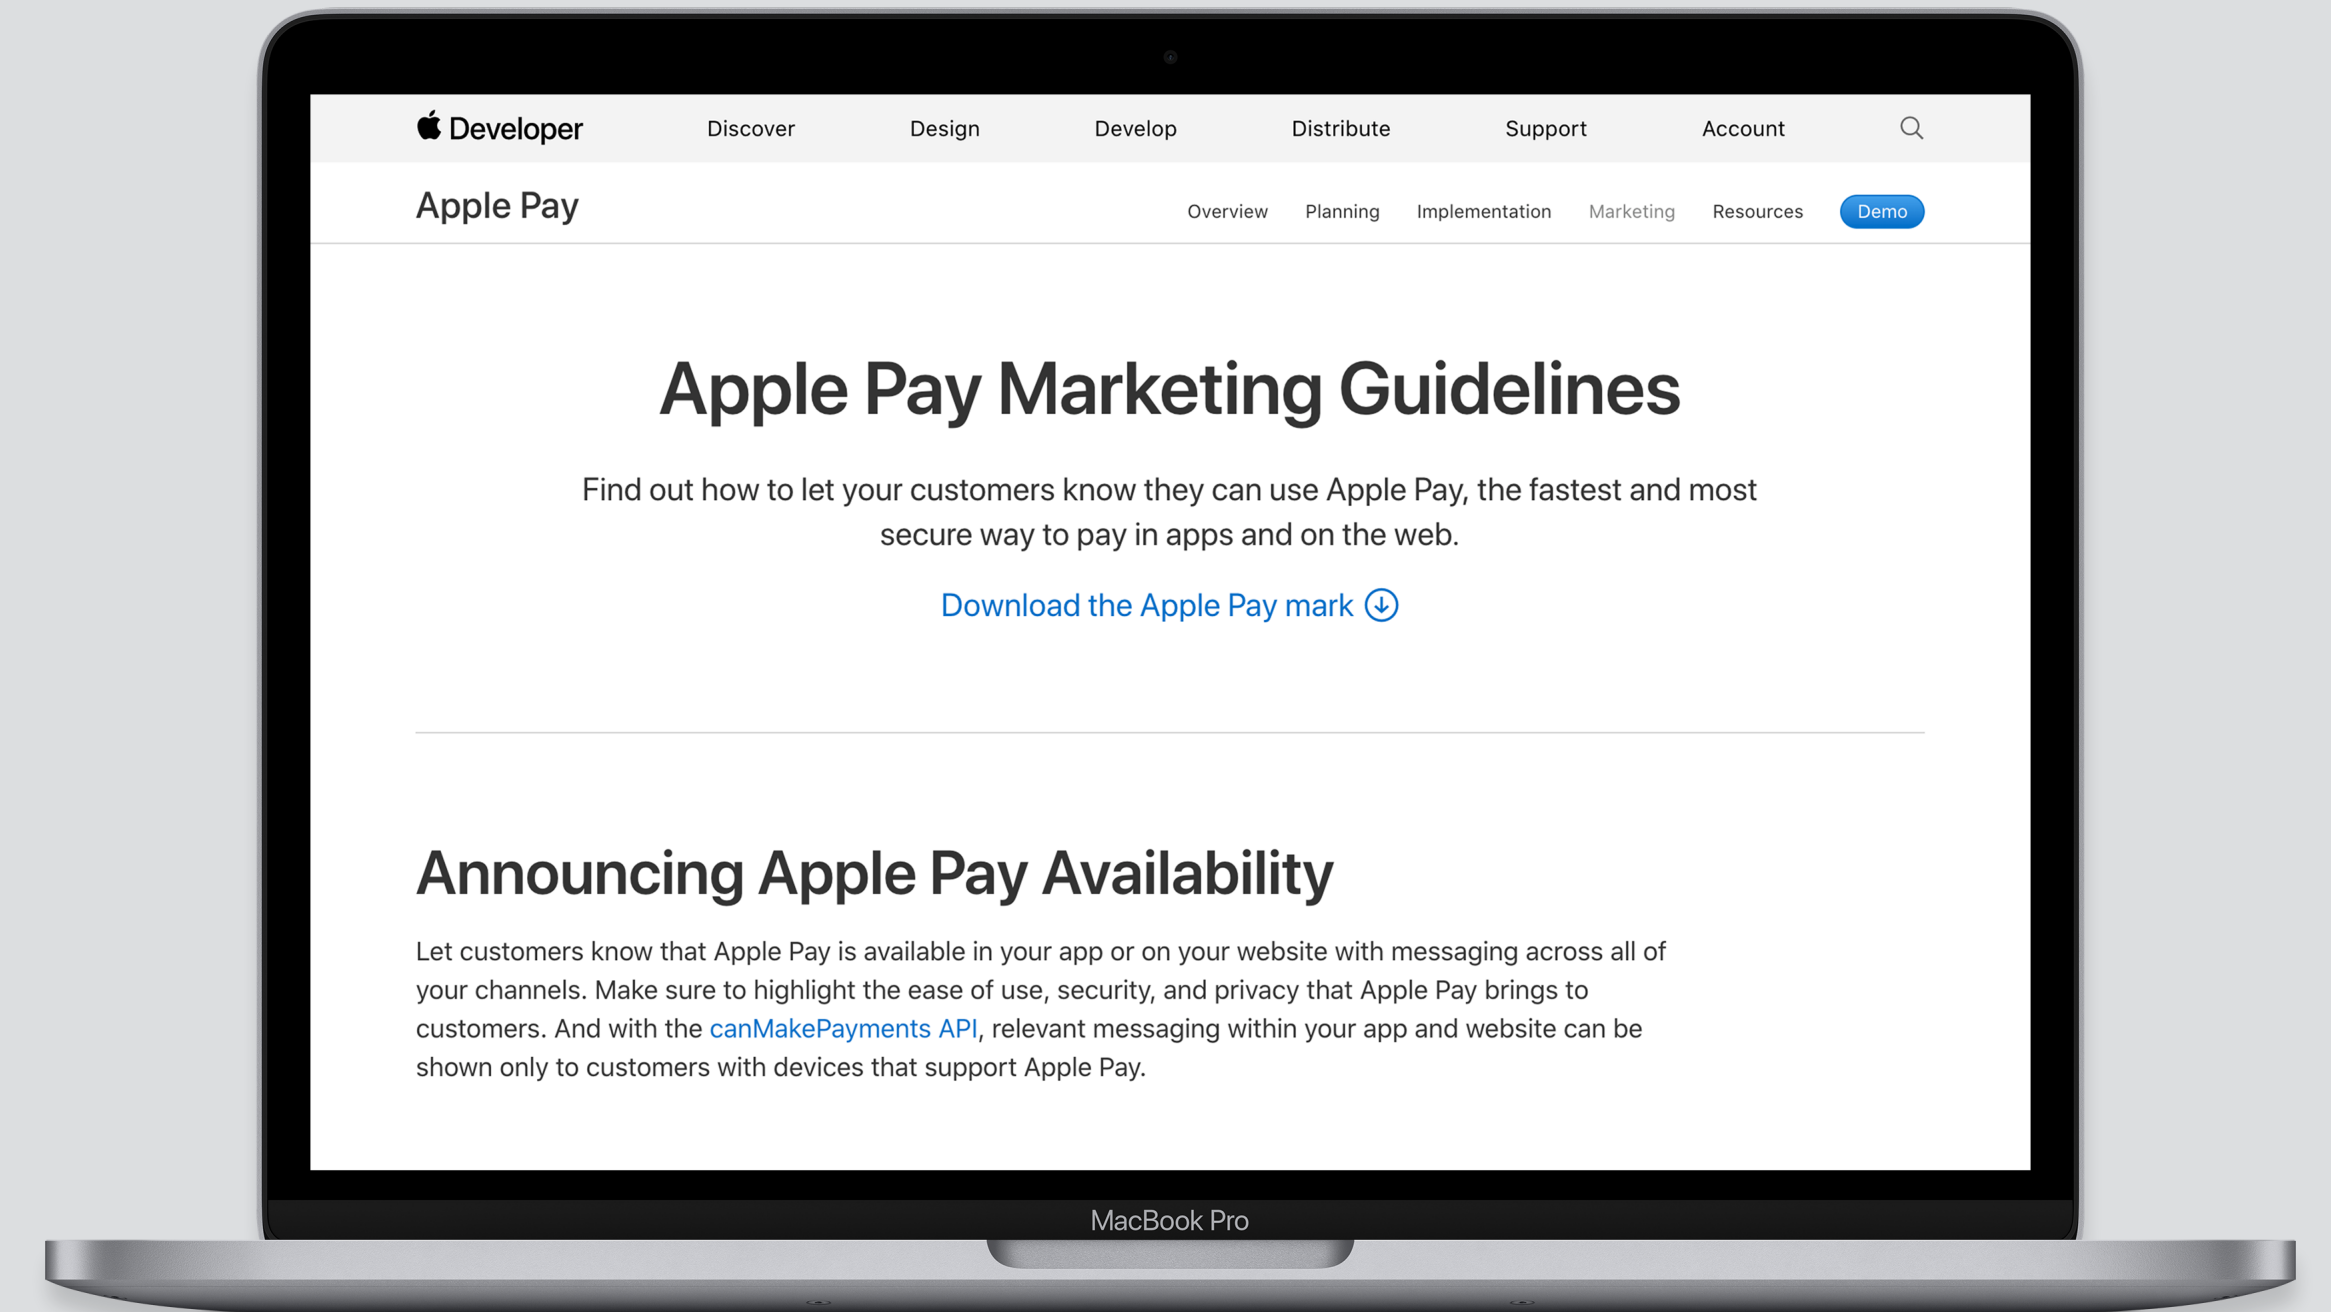 Developer
Discover
Design
Develop
Distribute
Support
Account
Apple Pay
Overview
Planning
Implementation
Marketing
Resources
Demo
Apple Pay Marketing Guidelines
Find out how to let your customers know they can use Apple Pay, the fastest and most
secure way to pay in apps and on the web.
Download the Apple Pay mark
Announcing Apple Pay Availability
Let customers know that Apple Pay is available in your app or on your website with messaging across all of
your channels. Make sure to highlight the ease of use, security, and privacy that Apple Pay brings to
customers. And with the canMakePayments API, relevant messaging within your app and website can be
shown only to customers with devices that support Apple Pay.
MacBook Pro